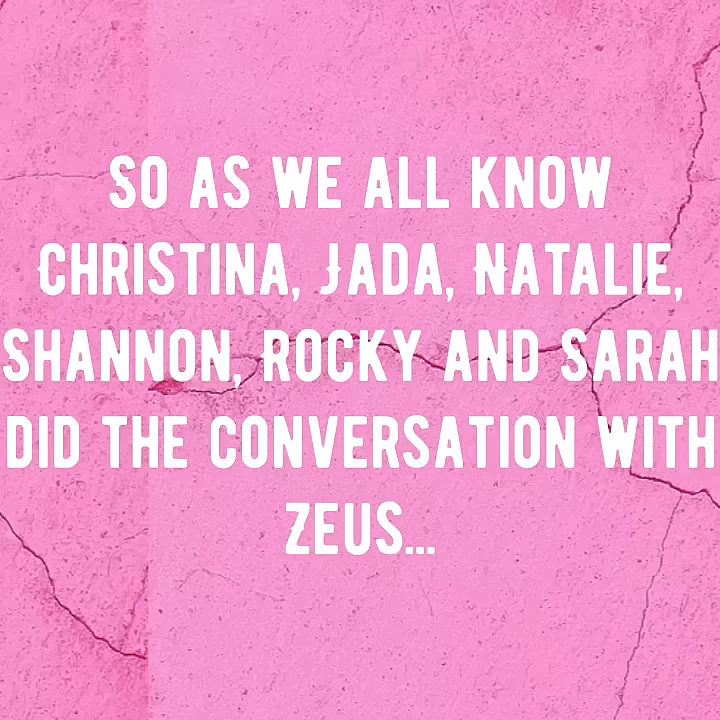 SO AS WE ALL KNOW
CHRISTINA, JADA, NATALIE,
SHANNON, ROCKY AND SARAH
DID THE CONVERSATION WITH
ZEUS...